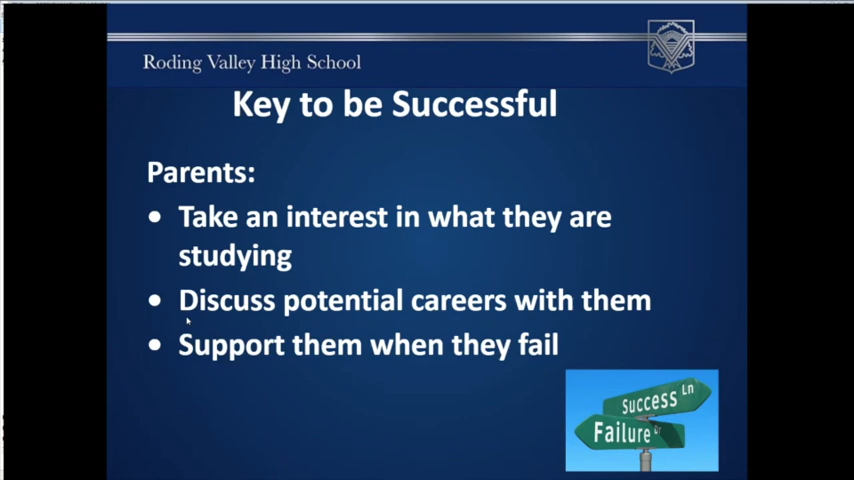 Roding Valley High School
Key to be Successful
Parents:
• Take an interest in what they are
studying
• Discuss potential careers with them
• Support them when they fail
Success Ln
Failure Dr